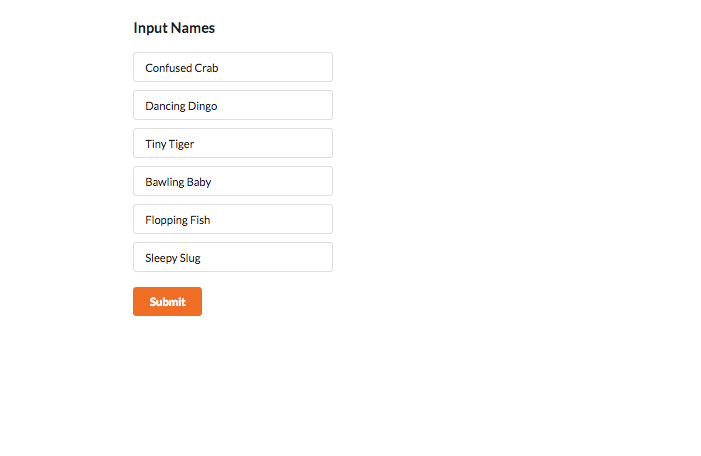 Input Names
Confused Crab
Dancing Dingo
Tiny Tiger
Bawling Baby
Flopping Fish
Sleepy Slug
Submit